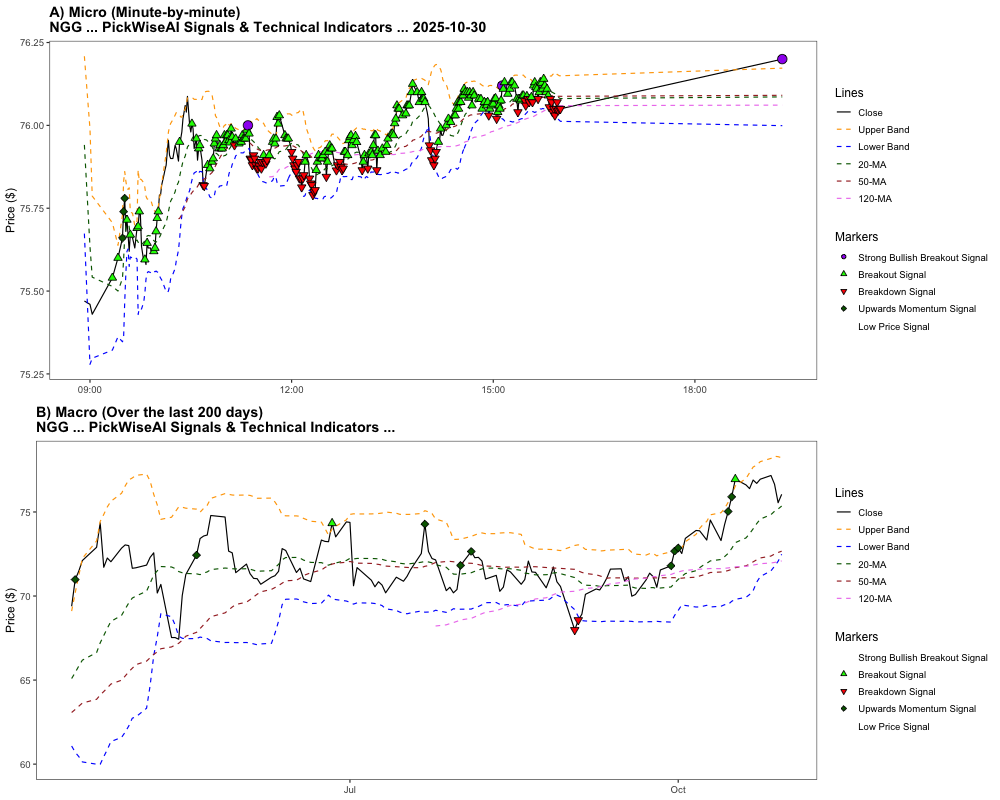 A) Micro (Minute-by-minute)
NGG ... PickWiseAI Signals & Technical Indicators ... 2025-10-30
Price ($)
76.25
76.00
75.75
75.50
75.25
09:00
12:00
15:00
18:00
Lines
Close
Upper Band
Lower Band
20-MA
50-MA
120-MA
Markers
Strong Bullish Breakout Signal
Breakout Signal
Breakdown Signal
Upwards Momentum Signal
Low Price Signal
B) Macro (Over the last 200 days)
NGG ... PickWiseAI Signals & Technical Indicators ...
Price ($)
75
70
65
60
Jul
Oct
Lines
Close
Upper Band
Lower Band
20-MA
50-MA
120-MA
Markers
Strong Bullish Breakout Signal
Breakout Signal
Breakdown Signal
Upwards Momentum Signal
Low Price Signal